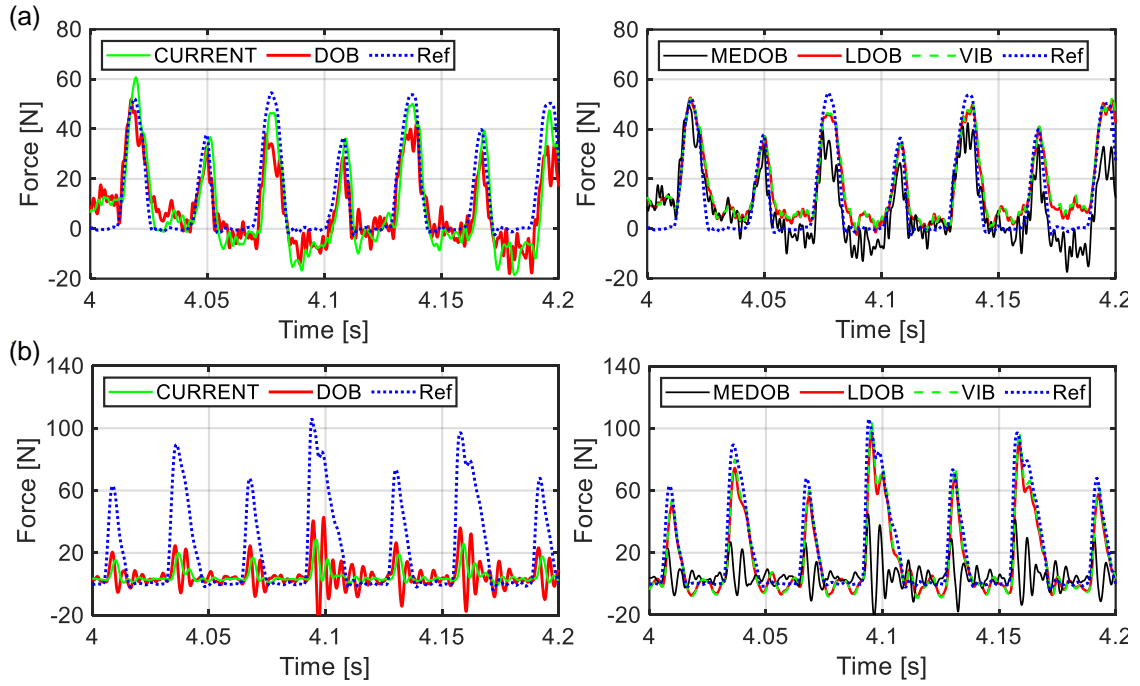 (a)
80
60
40
20
0
-20
Force [N]
CURRENT DOB Ref
4 4.05 4.1 4.15 4.2
Time [s]
80
60
40
20
0
-20
Force [N]
MEDOB LDOB VIB Ref
4 4.05 4.1 4.15 4.2
Time [s]
(b)
140
100
60
20
-20
Force [N]
CURRENT DOB Ref
4 4.05 4.1 4.15 4.2
Time [s]
140
100
60
20
-20
Force [N]
MEDOB LDOB VIB Ref
4 4.05 4.1 4.15 4.2
Time [s]